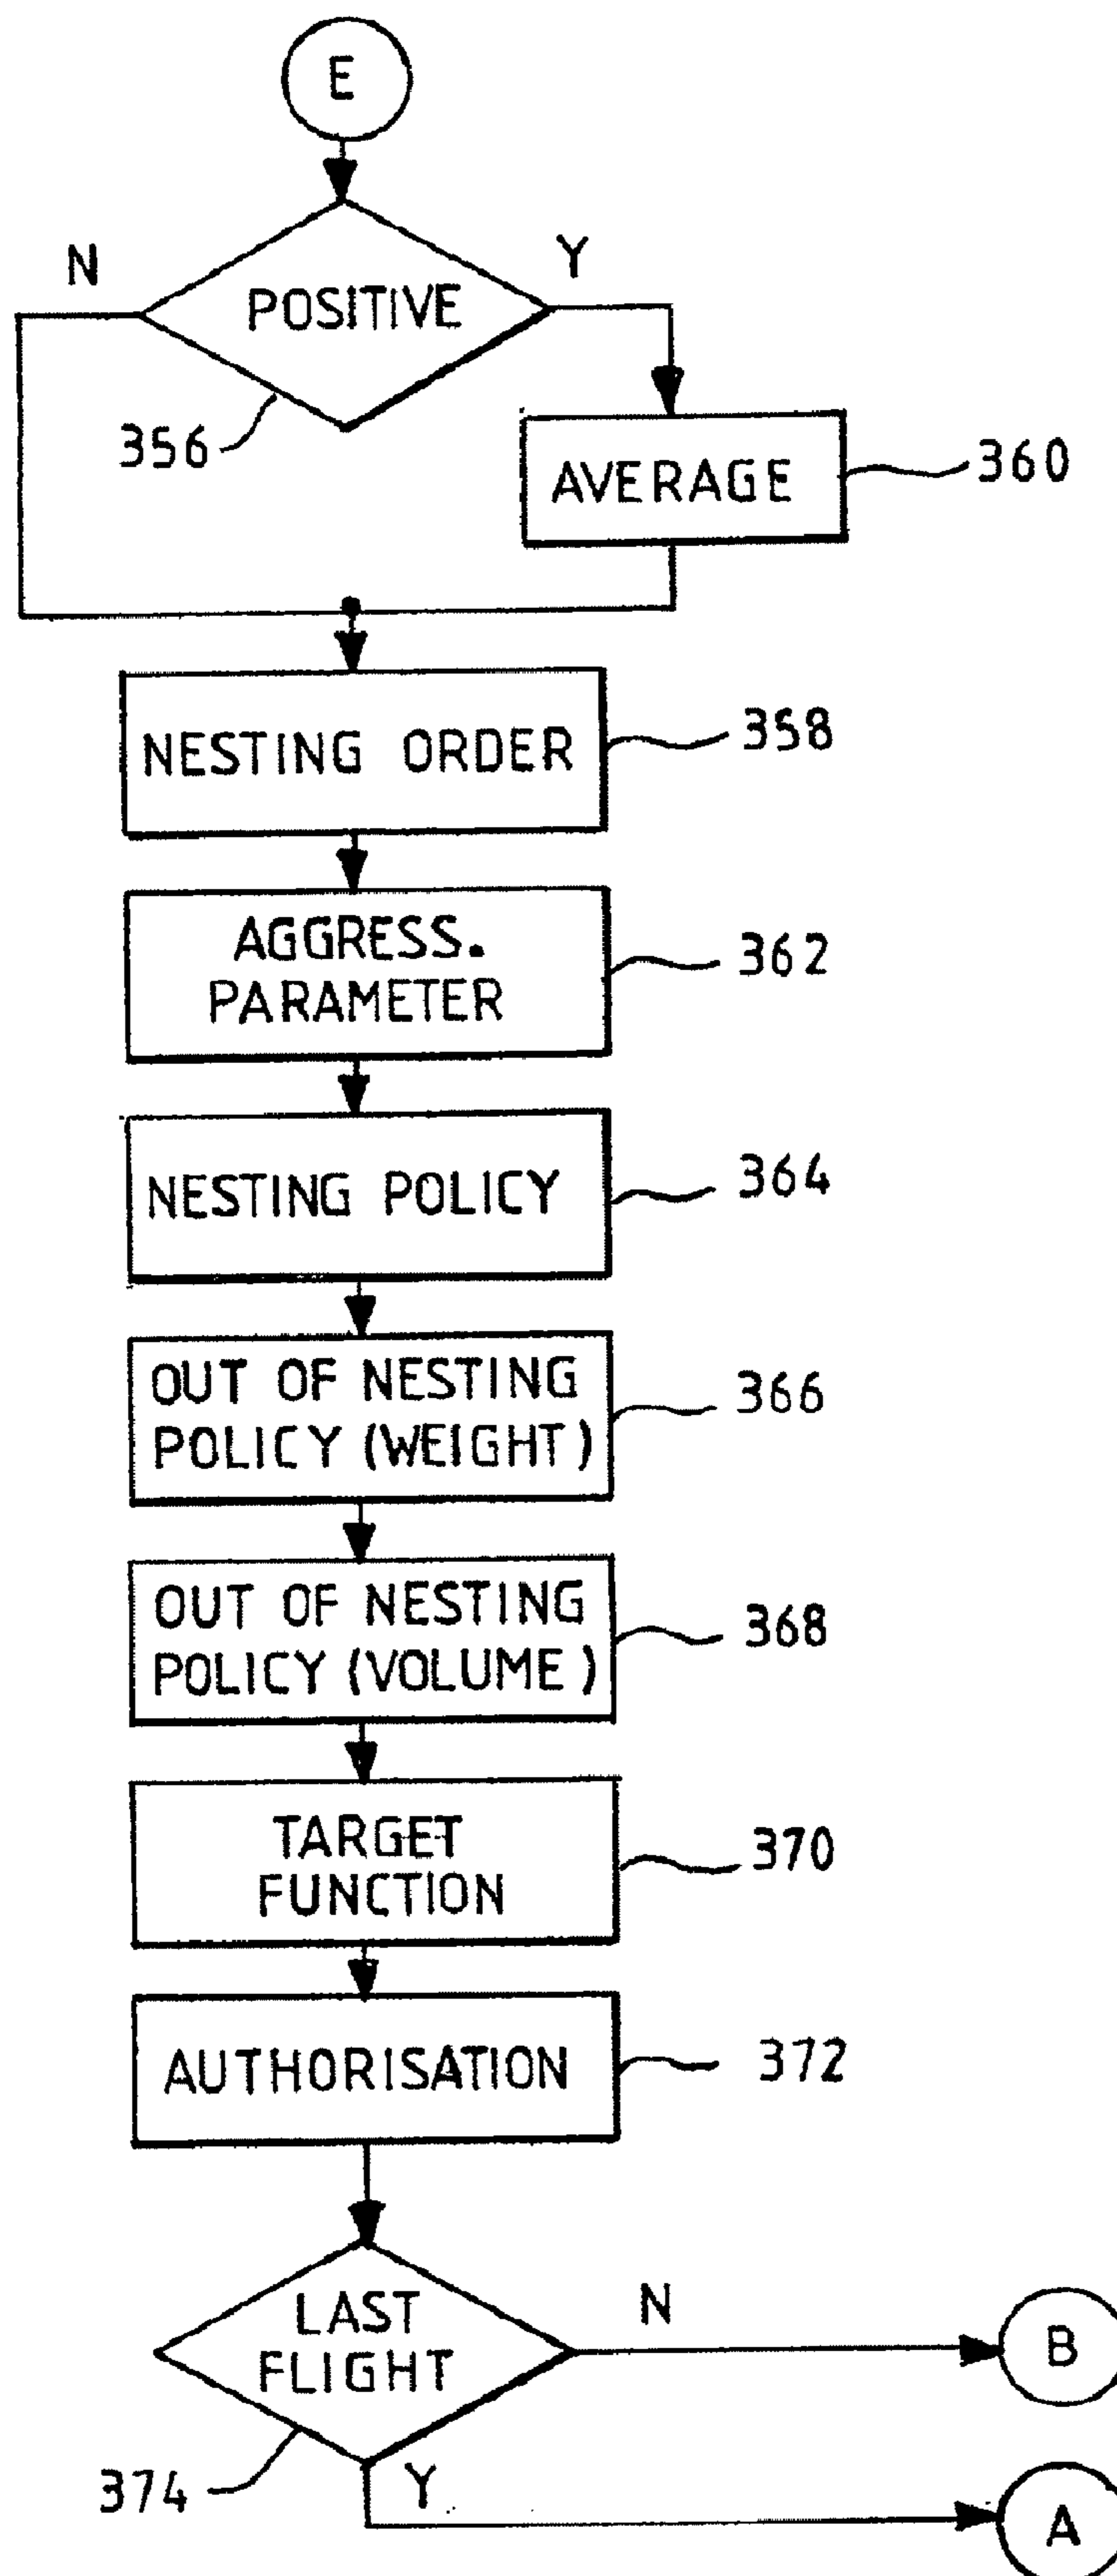 E
N
Y
POSITIVE
356
AVERAGE
360
NESTING ORDER
358
AGGRESS.
PARAMETER
362
NESTING POLICY
364
OUT OF NESTING
POLICY (WEIGHT)
366
OUT OF NESTING
POLICY (VOLUME)
368
TARGET
FUNCTION
370
AUTHORISATION
372
LAST
FLIGHT
N
B
374
Y
A